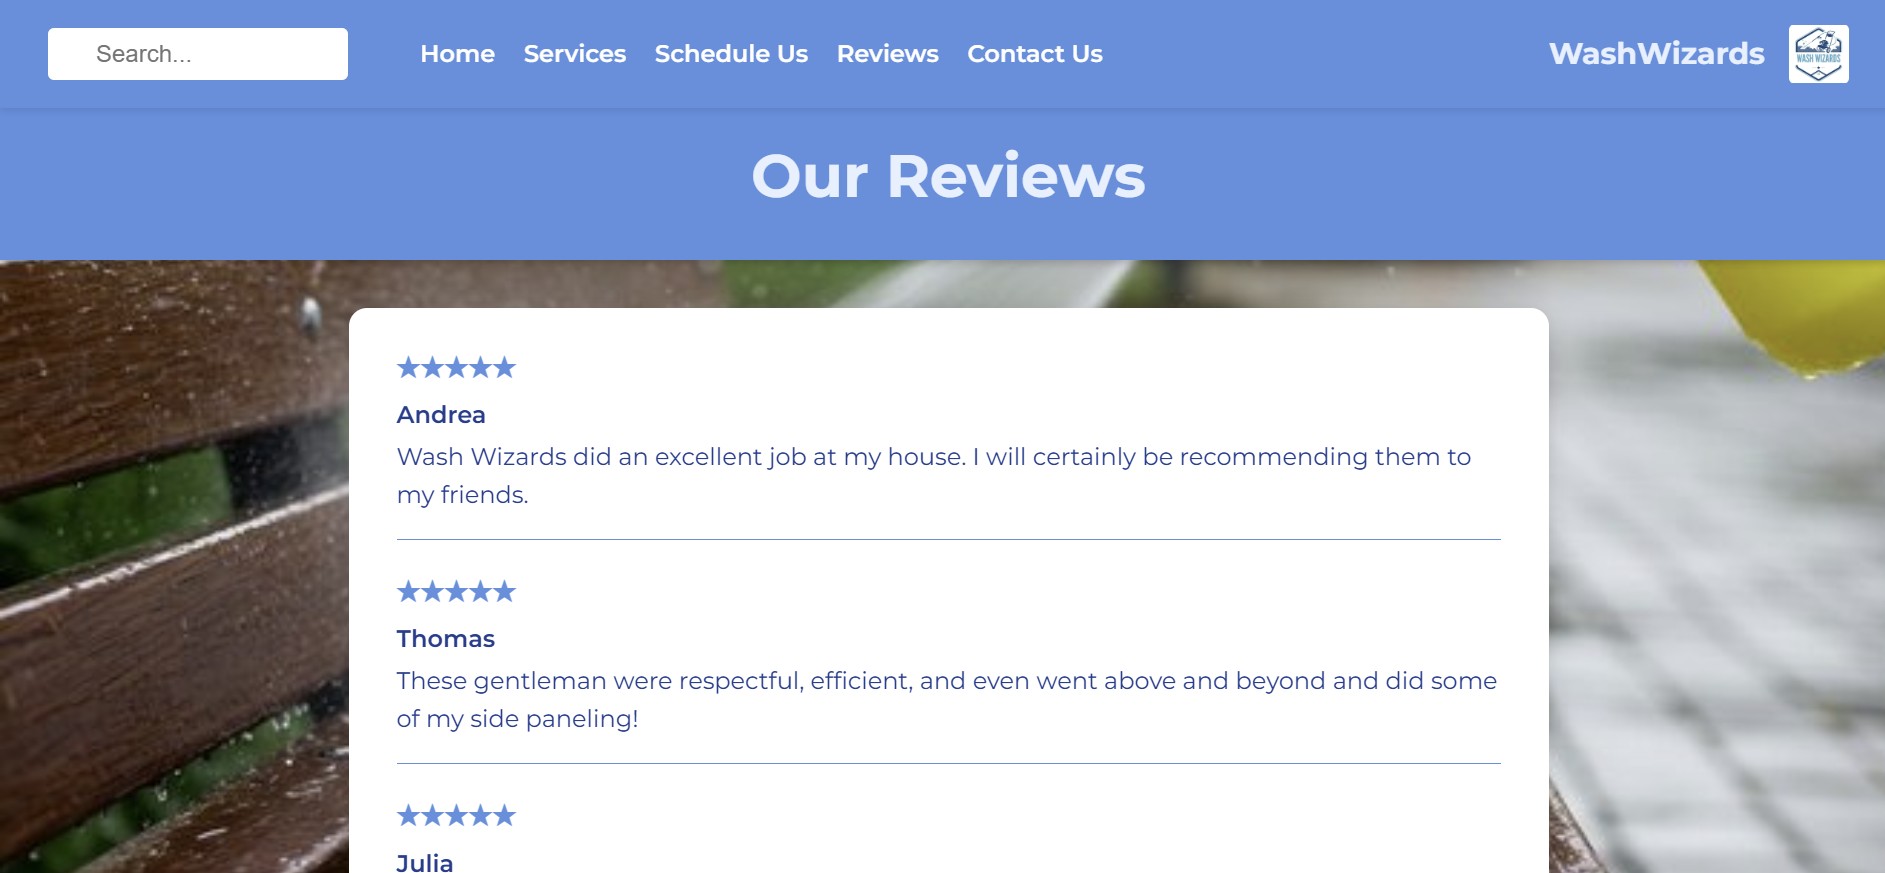 Search...
Home Services Schedule Us Reviews Contact Us
WashWizards
WASH WIZARDS
Our Reviews
★★★★★
Andrea
Wash Wizards did an excellent job at my house. I will certainly be recommending them to
my friends.
★★★★★
Thomas
These gentleman were respectful, efficient, and even went above and beyond and did some
of my side paneling!
★★★★★
Julia